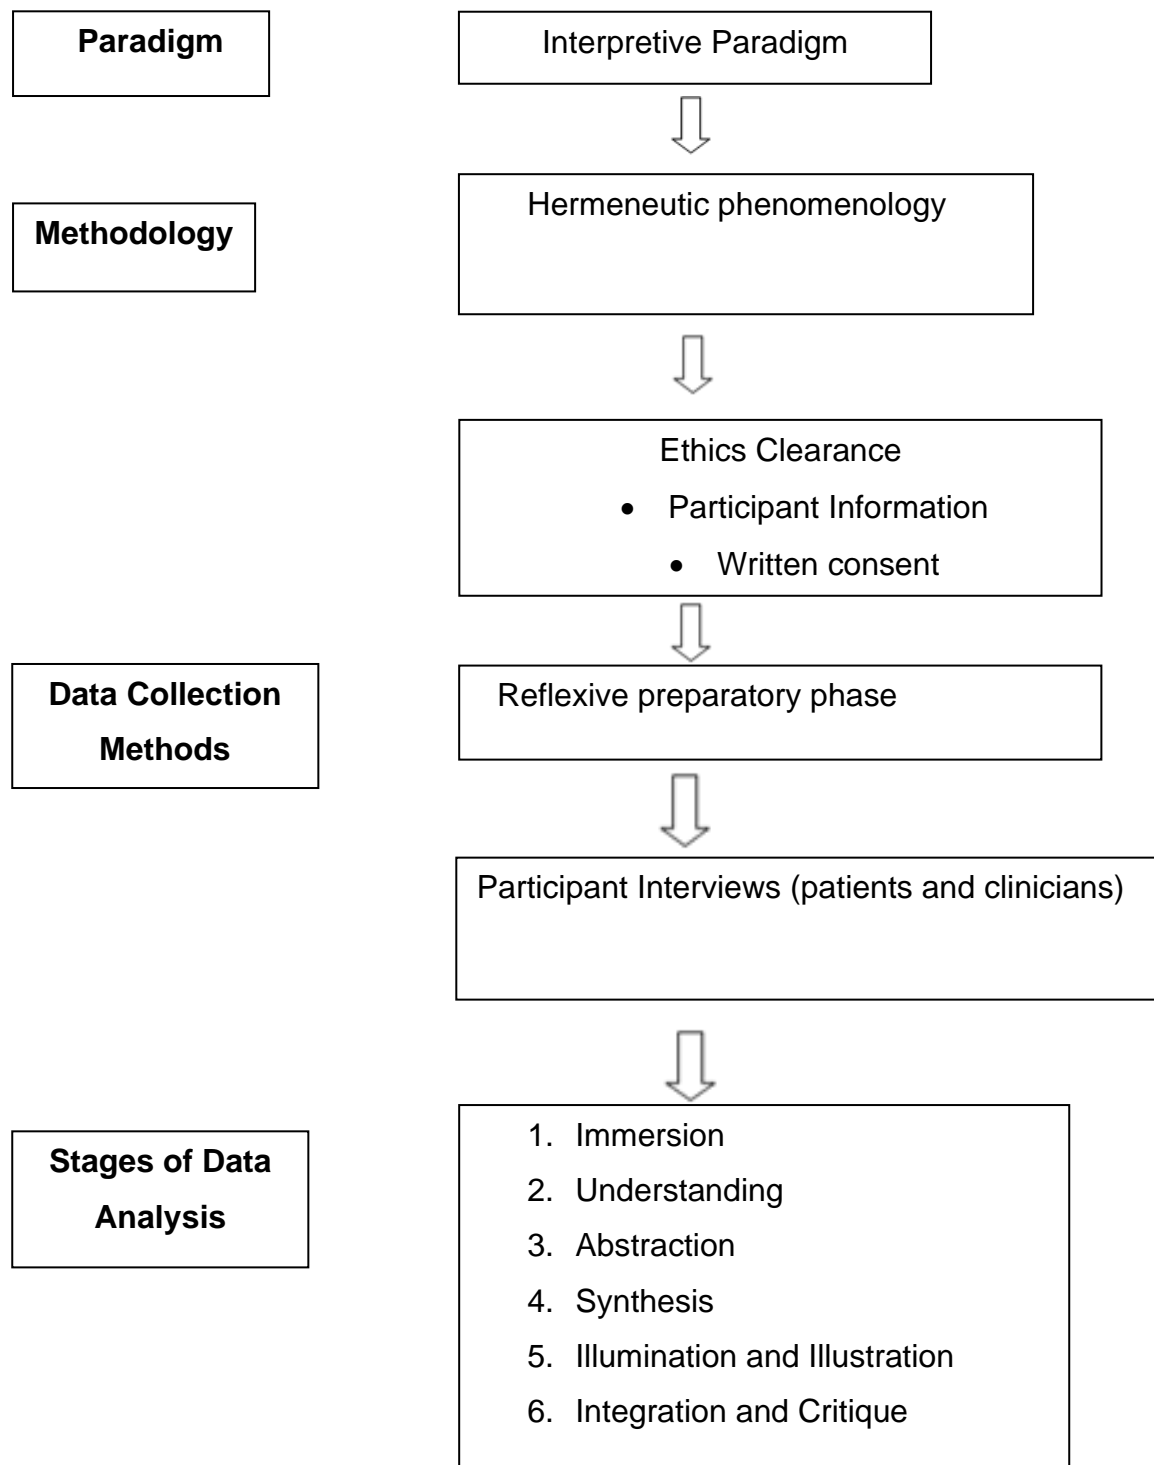 Paradigm
Interpretive Paradigm
Methodology
Hermeneutic phenomenology
Ethics Clearance
• Participant Information
• Written consent
Data Collection
Methods
Reflexive preparatory phase
Participant Interviews (patients and clinicians)
Stages of Data
Analysis
1. Immersion
2. Understanding
3. Abstraction
4. Synthesis
5. Illumination and Illustration
6. Integration and Critique